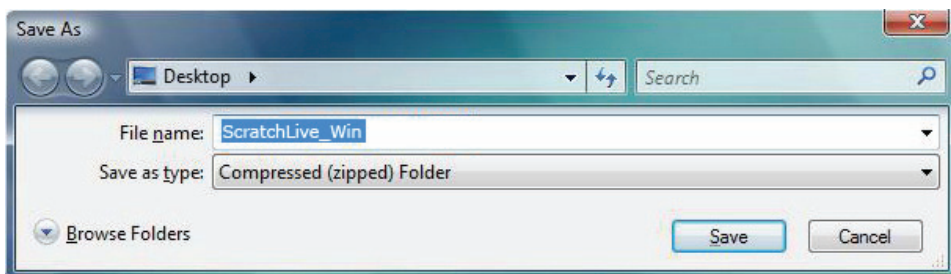 Save As
Desktop
Search
File name: ScratchLive_Win
Save as type: Compressed (zipped) Folder
Browse Folders Save Cancel